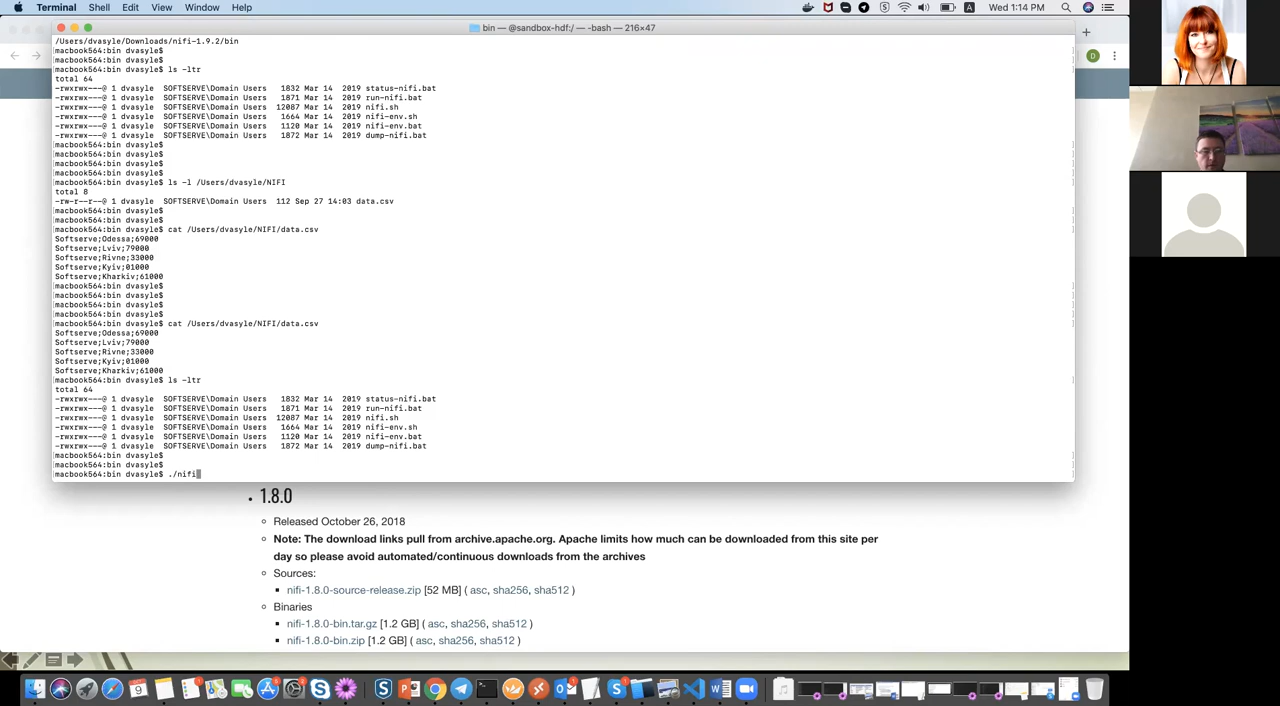 Terminal Shell Edit View Window Help
Wed 1:14 PM
bin — @sandbox-hdf:/ — -bash — 216×47
/Users/dvasyle/Downloads/nifi-1.9.2/bin
macbook564:bin dvasyle$
macbook564:bin dvasyle$
macbook564:bin dvasyle$ ls -ltr
total 64
-rwxrwx---@ 1 dvasyle SOFTSERVE\Domain Users 1832 Mar 14 2019 status-nifi.bat
-rwxrwx---@ 1 dvasyle SOFTSERVE\Domain Users 1871 Mar 14 2019 run-nifi.bat
-rwxrwx---@ 1 dvasyle SOFTSERVE\Domain Users 12087 Mar 14 2019 nifi.sh
-rwxrwx---@ 1 dvasyle SOFTSERVE\Domain Users 1664 Mar 14 2019 nifi-env.sh
-rwxrwx---@ 1 dvasyle SOFTSERVE\Domain Users 1120 Mar 14 2019 nifi-env.bat
-rwxrwx---@ 1 dvasyle SOFTSERVE\Domain Users 1872 Mar 14 2019 dump-nifi.bat
macbook564:bin dvasyle$
macbook564:bin dvasyle$
macbook564:bin dvasyle$
macbook564:bin dvasyle$
macbook564:bin dvasyle$ ls -l /Users/dvasyle/NIFI
total 8
-rw-r--r--@ 1 dvasyle SOFTSERVE\Domain Users 112 Sep 27 14:03 data.csv
macbook564:bin dvasyle$
macbook564:bin dvasyle$
macbook564:bin dvasyle$ cat /Users/dvasyle/NIFI/data.csv
Softserve;Odessa;69000
Softserve;Lviv;79000
Softserve;Rivne;33000
Softserve;Kyiv;01000
Softserve;Kharkiv;61000
macbook564:bin dvasyle$
macbook564:bin dvasyle$
macbook564:bin dvasyle$
macbook564:bin dvasyle$
macbook564:bin dvasyle$ cat /Users/dvasyle/NIFI/data.csv
Softserve;Odessa;69000
Softserve;Lviv;79000
Softserve;Rivne;33000
Softserve;Kyiv;01000
Softserve;Kharkiv;61000
macbook564:bin dvasyle$ ls -ltr
total 64
-rwxrwx---@ 1 dvasyle SOFTSERVE\Domain Users 1832 Mar 14 2019 status-nifi.bat
-rwxrwx---@ 1 dvasyle SOFTSERVE\Domain Users 1871 Mar 14 2019 run-nifi.bat
-rwxrwx---@ 1 dvasyle SOFTSERVE\Domain Users 12087 Mar 14 2019 nifi.sh
-rwxrwx---@ 1 dvasyle SOFTSERVE\Domain Users 1664 Mar 14 2019 nifi-env.sh
-rwxrwx---@ 1 dvasyle SOFTSERVE\Domain Users 1120 Mar 14 2019 nifi-env.bat
-rwxrwx---@ 1 dvasyle SOFTSERVE\Domain Users 1872 Mar 14 2019 dump-nifi.bat
macbook564:bin dvasyle$
macbook564:bin dvasyle$
macbook564:bin dvasyle$ ./nifi
1.8.0
Released October 26, 2018
Note: The download links pull from archive.apache.org. Apache limits how much can be downloaded from this site per
day so please avoid automated/continuous downloads from the archives
Sources:
nifi-1.8.0-source-release.zip [52 MB] ( asc, sha256, sha512 )
Binaries
nifi-1.8.0-bin.tar.gz [1.2 GB] ( asc, sha256, sha512 )
nifi-1.8.0-bin.zip [1.2 GB] ( asc, sha256, sha512 )